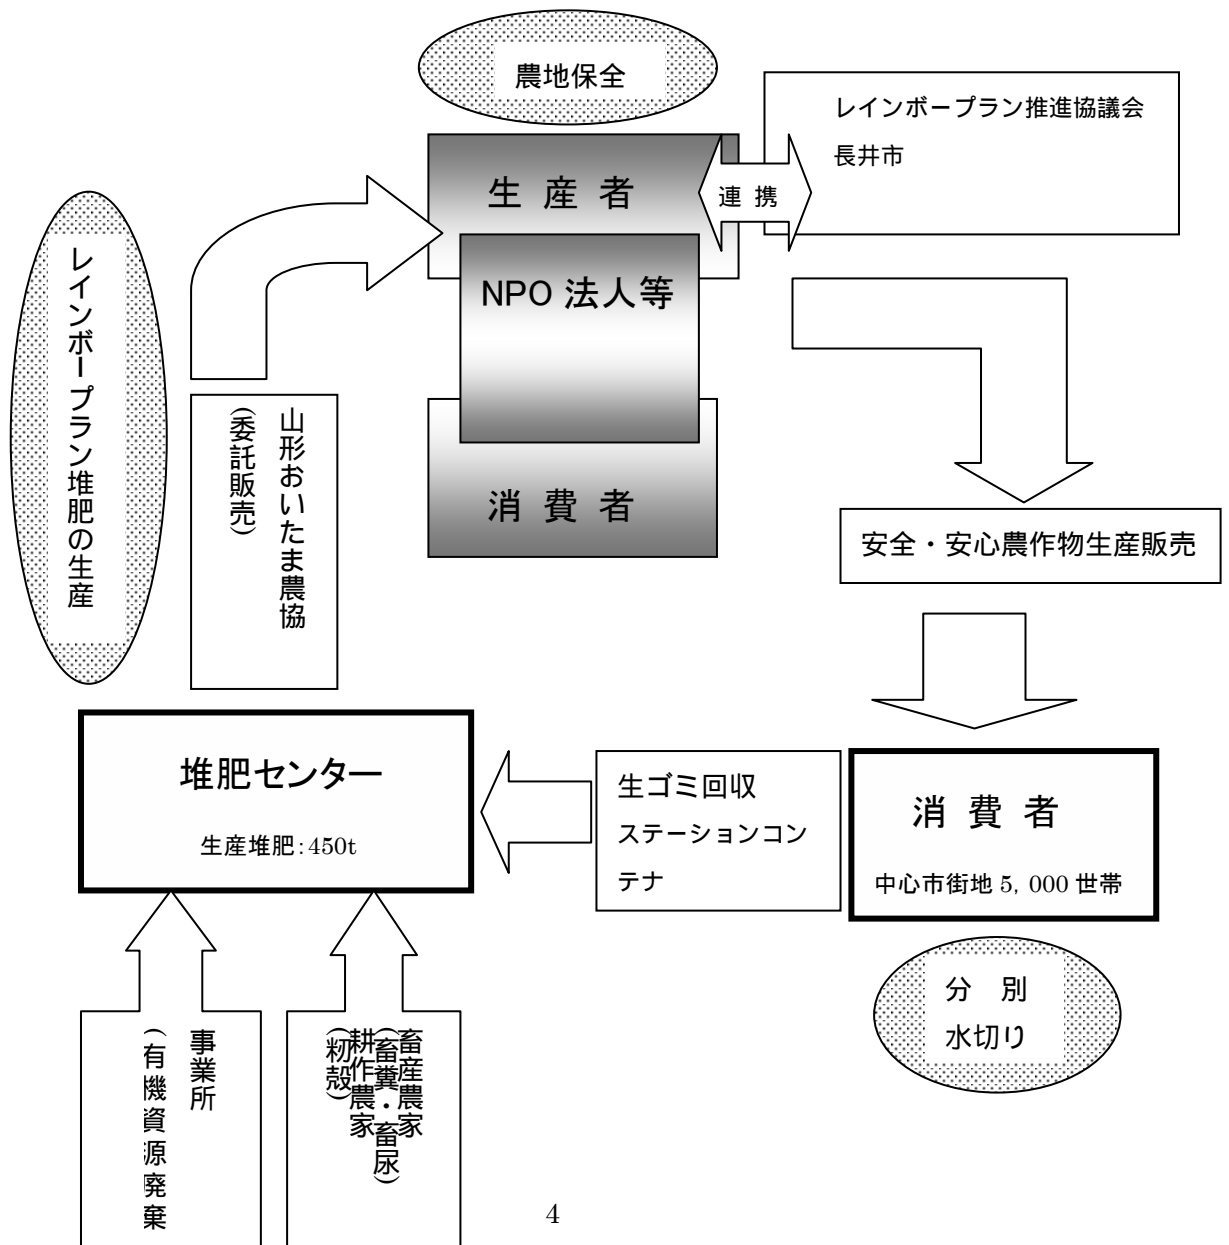 農地保全
レインボープラン推進協議会
長井市
生 産 者
連 携
NPO 法人等
消 費 者
レインボープラン堆肥の生産
山形おいたま農協
(委託販売)
安全・安心農作物生産販売
堆肥センター
生産堆肥:450t
生ゴミ回収
ステーションコン
テナ
消 費 者
中心市街地 5, 000 世帯
分 別
水切り
事業所
(有機資源廃棄
畜産農家
(畜糞・畜尿)
耕作農家
(籾殻)
4